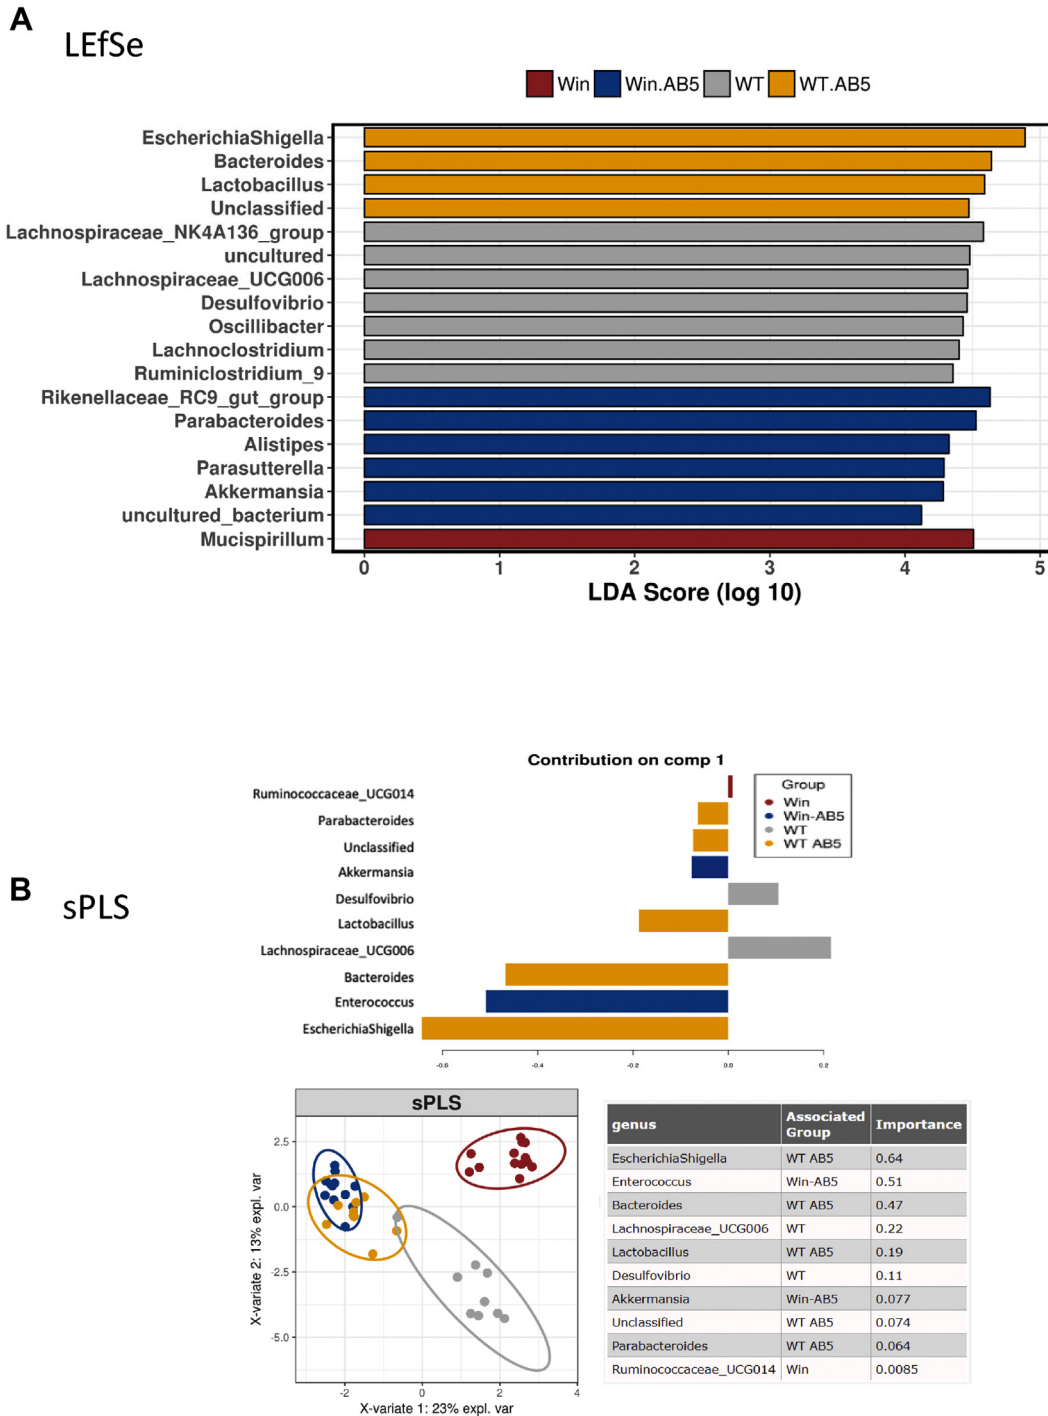 A
LEfSe
Win Win.AB5 WT WT.AB5
EscherichiaShigella
Bacteroides
Lactobacillus
Unclassified
Lachnospiraceae_NK4A136_group
uncultured
Lachnospiraceae_UCG006
Desulfovibrio
Oscillibacter
Lachnoclostridium
Ruminiclostridium_9
Rikenellaceae_RC9_gut_group
Parabacteroides
Alistipes
Parasutterella
Akkermansia
uncultured_bacterium
Mucispirillum
0 1 2 3 4 5
LDA Score (log 10)
B
sPLS
Contribution on comp 1
Ruminococcaceae_UCG014
Parabacteroides
Unclassified
Akkermansia
Desulfovibrio
Lactobacillus
Lachnospiraceae_UCG006
Bacteroides
Enterococcus
EscherichiaShigella
-0.6 -0.4 -0.2 0.0 0.2
Group
Win
Win-AB5
WT
WT AB5
sPLS
X-variate 2: 13% expl. var
2.5
0.0
-2.5
-5.0
-2 0 2 4
X-variate 1: 23% expl. var
genus Associated Group Importance
EscherichiaShigella WT AB5 0.64
Enterococcus Win-AB5 0.51
Bacteroides WT AB5 0.47
Lachnospiraceae_UCG006 WT 0.22
Lactobacillus WT AB5 0.19
Desulfovibrio WT 0.11
Akkermansia Win-AB5 0.077
Unclassified WT AB5 0.074
Parabacteroides WT AB5 0.064
Ruminococcaceae_UCG014 Win 0.0085